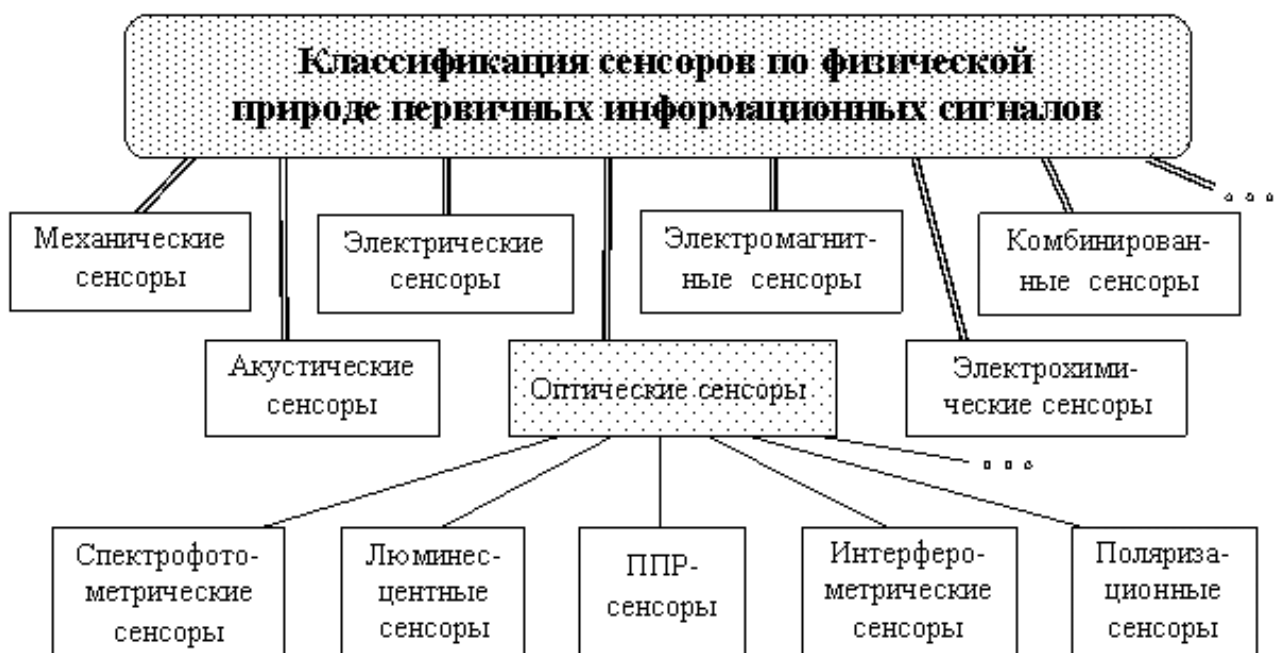 Классификация сенсоров по физической
природе первичных информационных сигналов
Механические
сенсоры
Электрические
сенсоры
Электромагнит-
ные сенсоры
Комбинирован-
ные сенсоры
Акустические
сенсоры
Оптические сенсоры
Электрохими-
ческие сенсоры
Спектрофото-
метрические
сенсоры
Люминес-
центные
сенсоры
ППР-
сенсоры
Интерферо-
метрические
сенсоры
Поляриза-
ционные
сенсоры